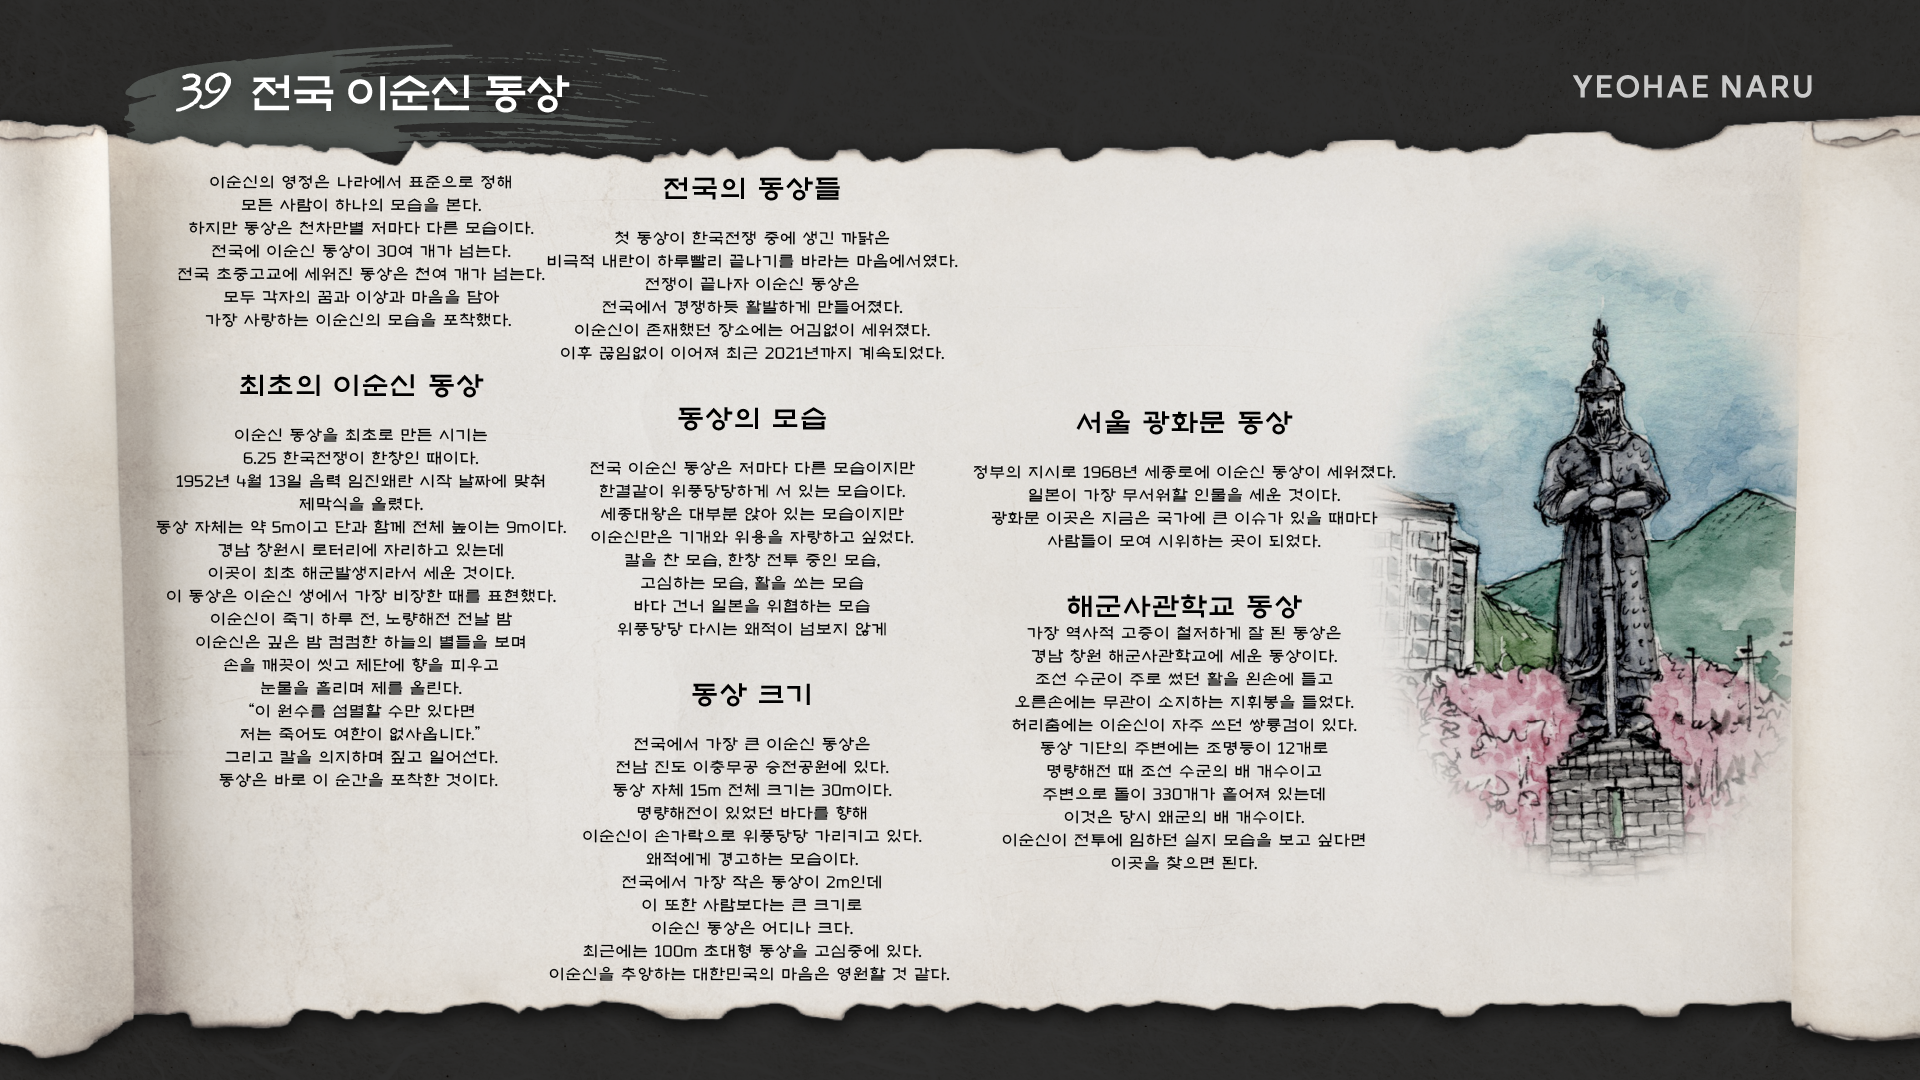 39 전국 이순신 동상
YEOHAE NARU
이순신의 영정은 나라에서 표준으로 정해
모든 사람이 하나의 모습을 본다.
하지만 동상은 천차만별 저마다 다른 모습이다.
전국에 이순신 동상이 30여 개가 넘는다.
전국 초중고교에 세워진 동상은 천여 개가 넘는다.
모두 각자의 꿈과 이상과 마음을 담아
가장 사랑하는 이순신의 모습을 포착했다.
최초의 이순신 동상
이순신 동상을 최초로 만든 시기는
6.25 한국전쟁이 한창인 때이다.
1952년 4월 13일 음력 임진왜란 시작 날짜에 맞춰
제막식을 올렸다.
동상 자체는 약 5m이고 단과 함께 전체 높이는 9m이다.
경남 창원시 로터리에 자리하고 있는데
이곳이 최초 해군발생지라서 세운 것이다.
이 동상은 이순신 생에서 가장 비장한 때를 표현했다.
이순신이 죽기 하루 전, 노량해전 전날 밤
이순신은 깊은 밤 컴컴한 하늘의 별들을 보며
손을 깨끗이 씻고 제단에 향을 피우고
눈물을 흘리며 제를 올린다.
“이 원수를 섬멸할 수만 있다면
저는 죽어도 여한이 없사옵니다.”
그리고 칼을 의지하며 짚고 일어선다.
동상은 바로 이 순간을 포착한 것이다.
전국의 동상들
첫 동상이 한국전쟁 중에 생긴 까닭은
비극적 내란이 하루빨리 끝나기를 바라는 마음에서였다.
전쟁이 끝나자 이순신 동상은
전국에서 경쟁하듯 활발하게 만들어졌다.
이순신이 존재했던 장소에는 어김없이 세워졌다.
이후 끊임없이 이어져 최근 2021년까지 계속되었다.
동상의 모습
전국 이순신 동상은 저마다 다른 모습이지만
한결같이 위풍당당하게 서 있는 모습이다.
세종대왕은 대부분 앉아 있는 모습이지만
이순신만은 기개와 위용을 자랑하고 싶었다.
칼을 찬 모습, 한창 전투 중인 모습,
고심하는 모습, 활을 쏘는 모습
바다 건너 일본을 위협하는 모습
위풍당당 다시는 왜적이 넘보지 않게
동상 크기
전국에서 가장 큰 이순신 동상은
전남 진도 이충무공 승전공원에 있다.
동상 자체 15m 전체 크기는 30m이다.
명량해전이 있었던 바다를 향해
이순신이 손가락으로 위풍당당 가리키고 있다.
왜적에게 경고하는 모습이다.
전국에서 가장 작은 동상이 2m인데
이 또한 사람보다는 큰 크기로
이순신 동상은 어디나 크다.
최근에는 100m 초대형 동상을 고심중에 있다.
이순신을 추앙하는 대한민국의 마음은 영원할 것 같다.
서울 광화문 동상
정부의 지시로 1968년 세종로에 이순신 동상이 세워졌다.
일본이 가장 무서워할 인물을 세운 것이다.
광화문 이곳은 지금은 국가에 큰 이슈가 있을 때마다
사람들이 모여 시위하는 곳이 되었다.
해군사관학교 동상
가장 역사적 고증이 철저하게 잘 된 동상은
경남 창원 해군사관학교에 세운 동상이다.
조선 수군이 주로 썼던 활을 왼손에 들고
오른손에는 무관이 소지하는 지휘봉을 들었다.
허리춤에는 이순신이 자주 쓰던 쌍룡검이 있다.
동상 기단의 주변에는 조명등이 12개로
명량해전 때 조선 수군의 배 개수이고
주변으로 돌이 330개가 흩어져 있는데
이것은 당시 왜군의 배 개수이다.
이순신이 전투에 임하던 실지 모습을 보고 싶다면
이곳을 찾으면 된다.